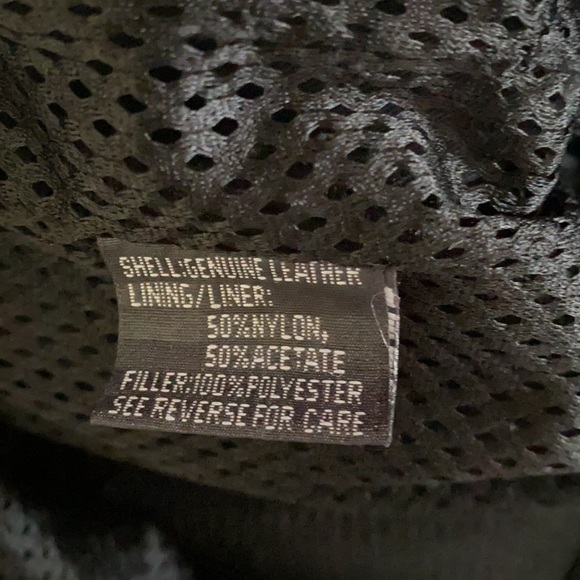 SHELL:GENUINE LEATHER
LINING/LINER:
50%NYLON,
50%ACETATE
FILLER:100%POLYESTER
SEE REVERSE FOR CARE